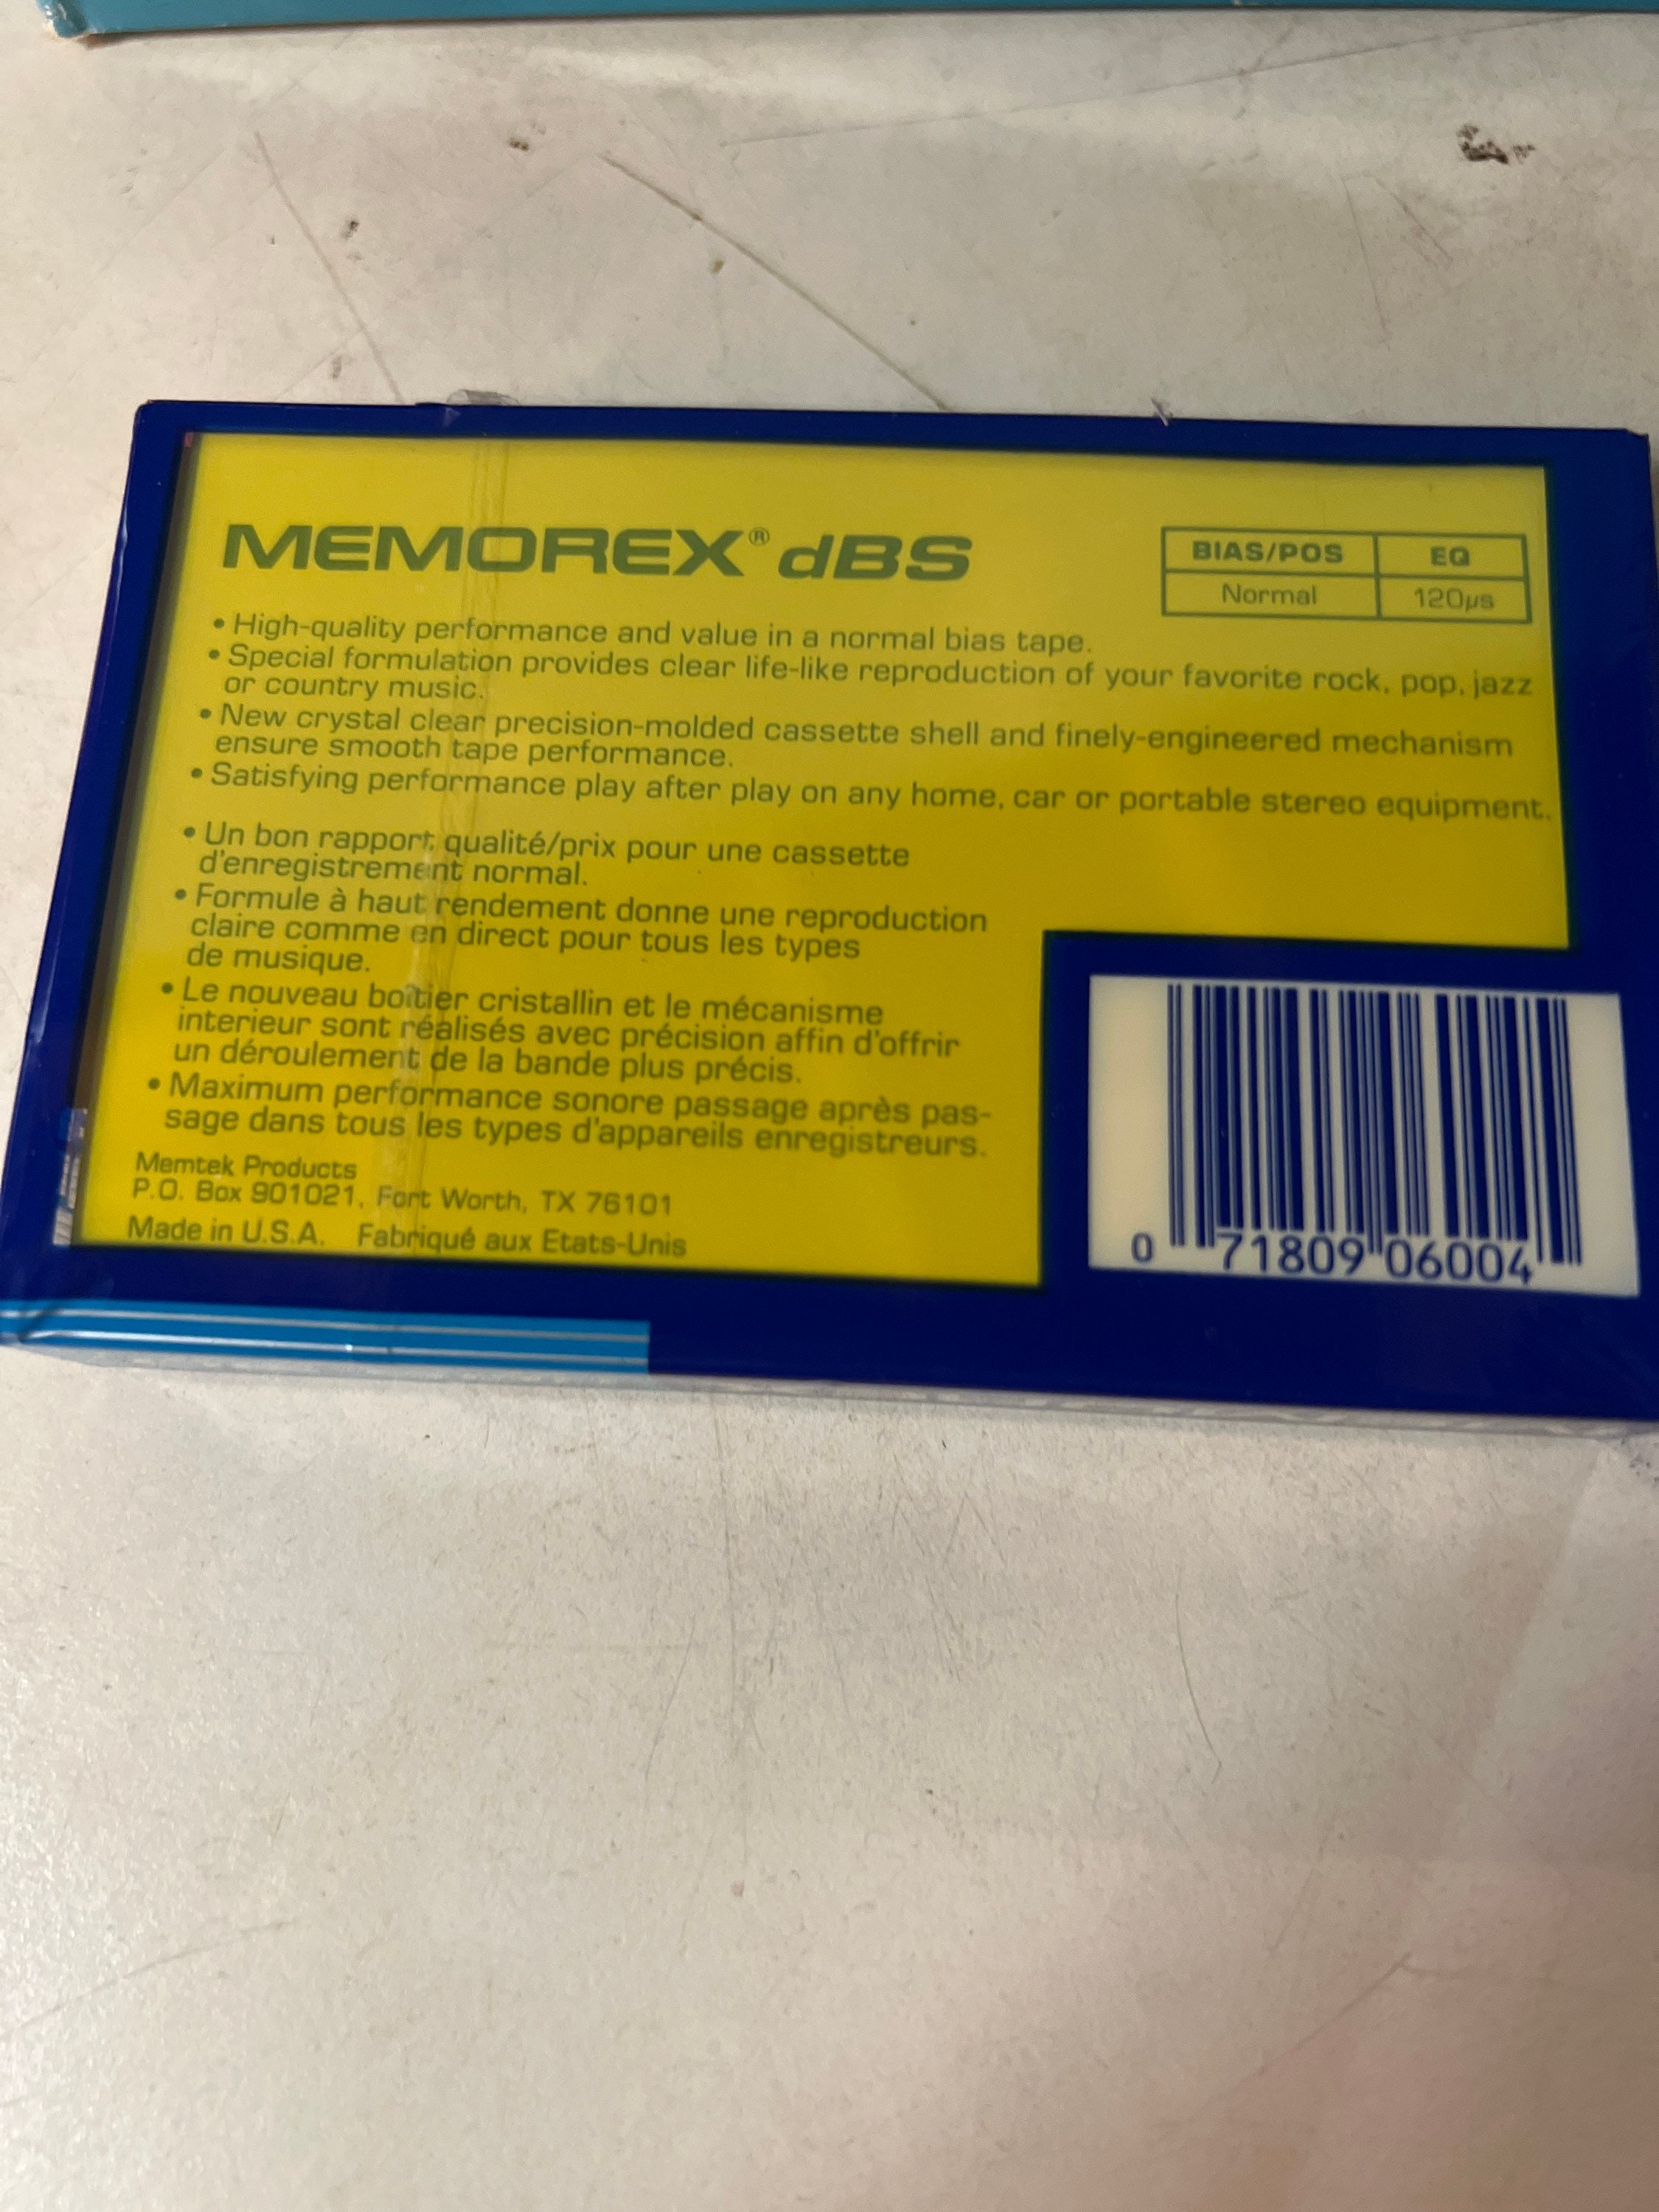 MEMOREX® dBS
BIAS/POS EQ
Normal 120µs
• High-quality performance and value in a normal bias tape.
• Special formulation provides clear life-like reproduction of your favorite rock, pop, jazz
or country music.
• New crystal clear precision-molded cassette shell and finely-engineered mechanism
ensure smooth tape performance.
• Satisfying performance play after play on any home, car or portable stereo equipment.
• Un bon rapport qualité/prix pour une cassette
d'enregistrement normal.
• Formule à haut rendement donne une reproduction
claire comme en direct pour tous les types
de musique.
• Le nouveau boîtier cristallin et le mécanisme
interieur sont réalisés avec précision affin d'offrir
un déroulement de la bande plus précis.
• Maximum performance sonore passage après pas-
sage dans tous les types d'appareils enregistreurs.
Memtek Products
P.O. Box 901021, Fort Worth, TX 76101
Made in U.S.A. Fabriqué aux Etats-Unis
0 71809 06004